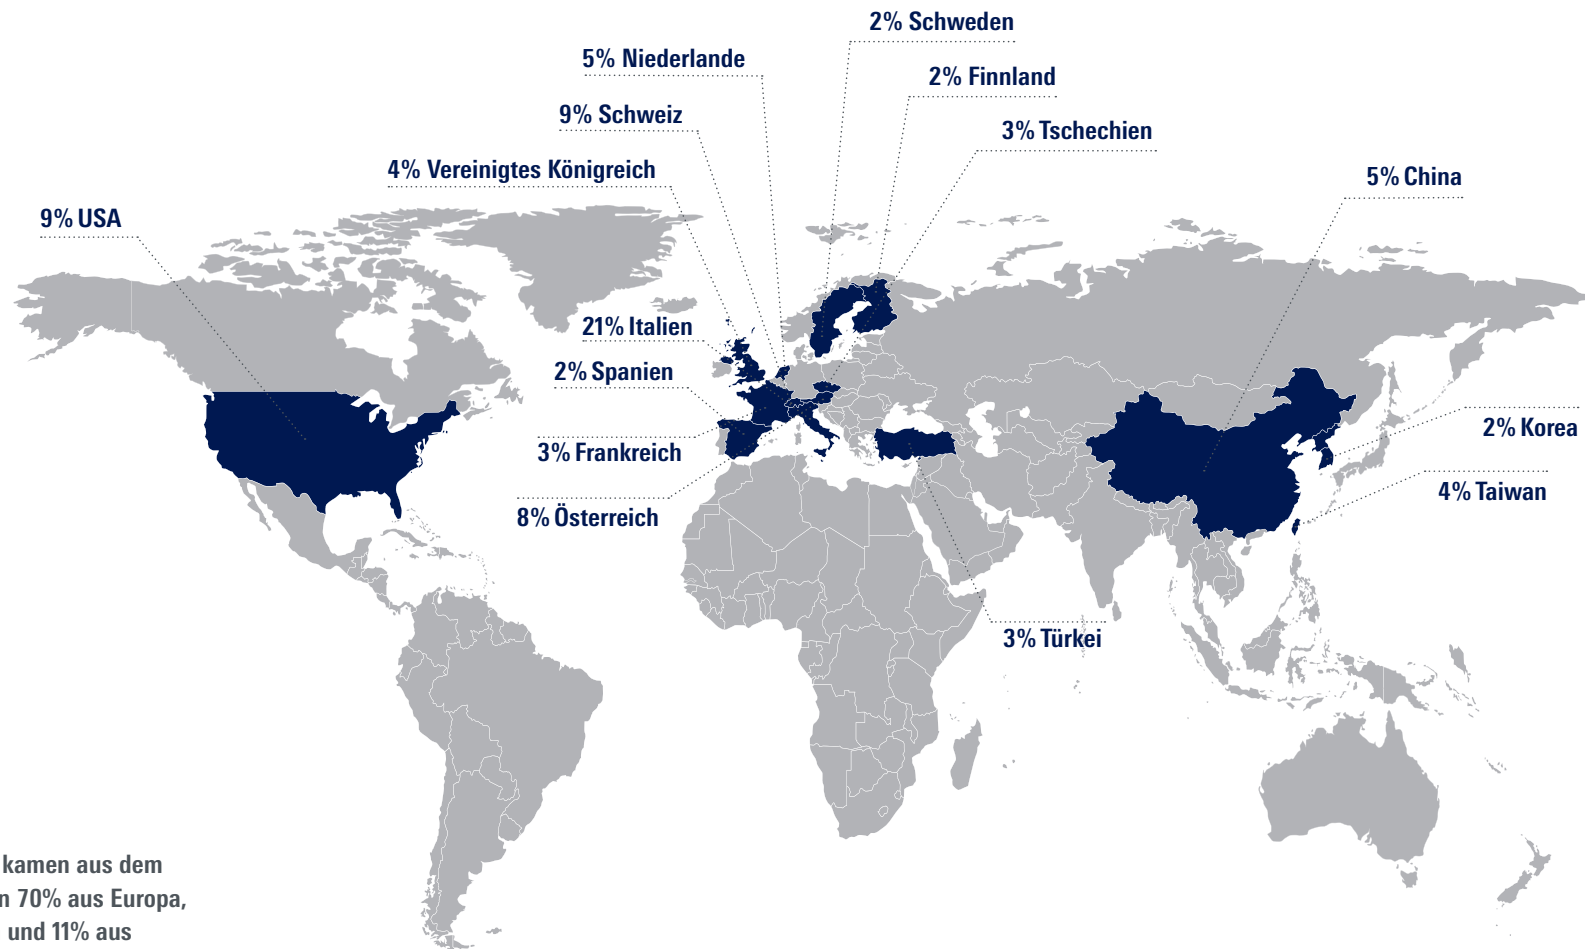 2% Schweden
5% Niederlande
2% Finnland
9% Schweiz
3% Tschechien
4% Vereinigtes Königreich
5% China
9% USA
21% Italien
2% Spanien
2% Korea
3% Frankreich
4% Taiwan
8% Österreich
3% Türkei
kamen aus dem
70% aus Europa,
und 11% aus